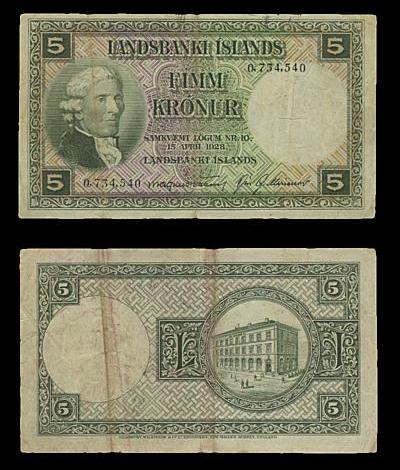 5 LANDSBANKI ÍSLANDS 5
0,734,540
FIMM
KRÓNUR
SAMKVÆMT LÖGUM NR. 10,
15 APRÍL 1928,
LANDSBANKI ÍSLANDS
5 0,734,540 5
5 5
L I
5 5